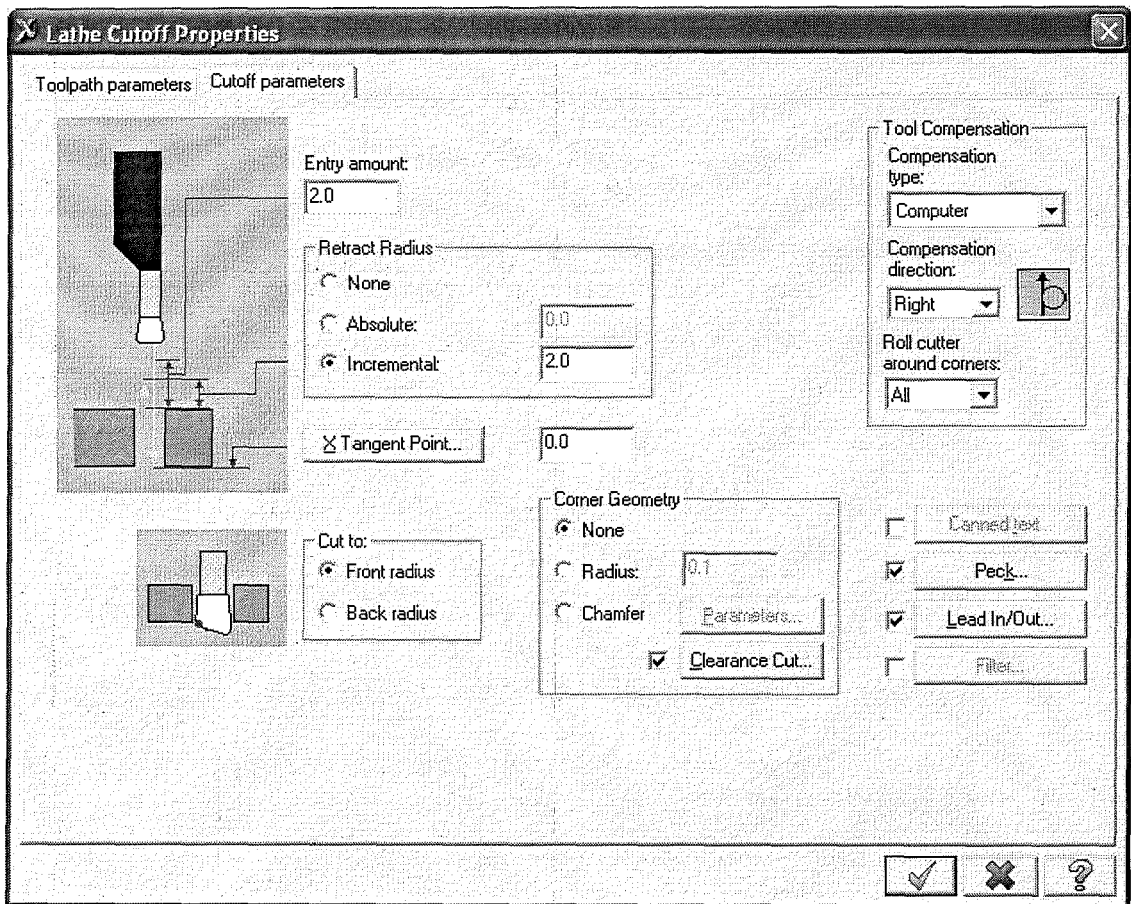 Lathe Cutoff Properties
Toolpath parameters
Cutoff parameters
Entry amount:
2.0
Retract Radius
None
Absolute:
0.0
Incremental:
2.0
X Tangent Point...
0.0
Cut to:
Front radius
Back radius
Corner Geometry
None
Radius:
0.1
Chamfer
Parameters...
Clearance Cut...
Tool Compensation
Compensation
type:
Computer
Compensation
direction:
Right
Roll cutter
around corners:
All
Canned text...
Peck...
Lead In/Out...
Filter...